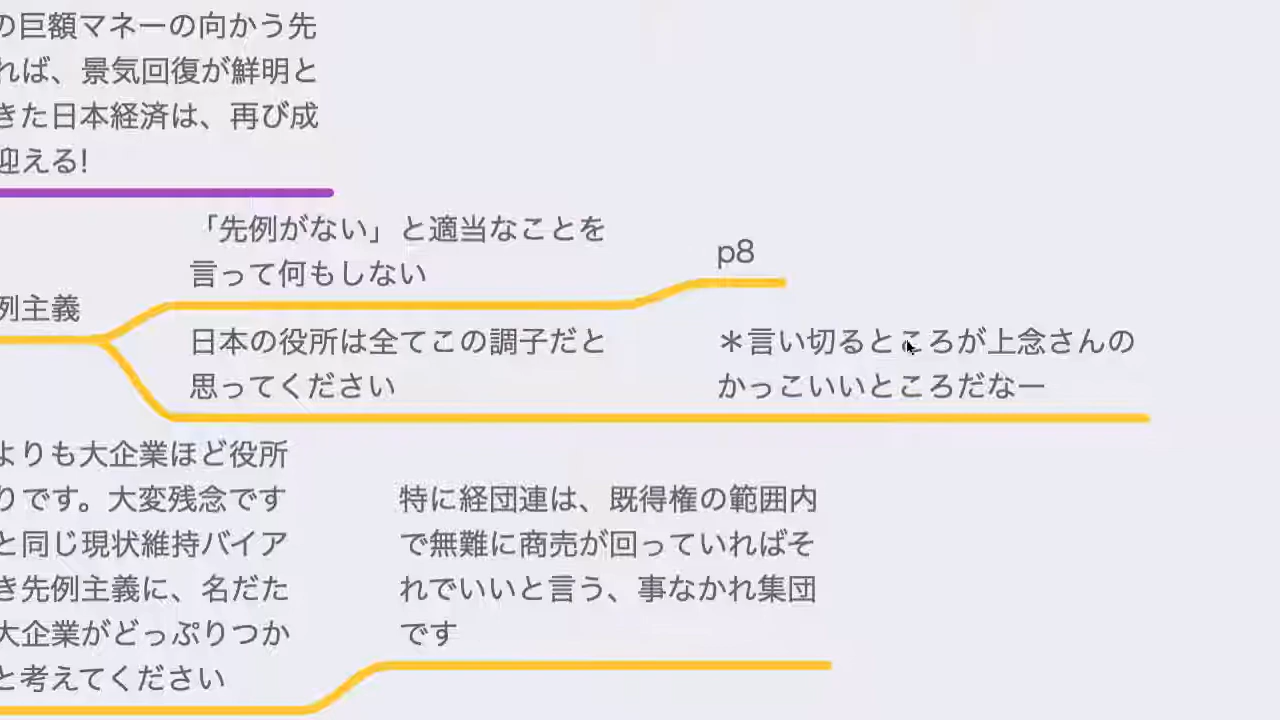 の巨額マネーの向かう先
れば、景気回復が鮮明と
きた日本経済は、再び成
迎える!
「先例がない」と適当なことを
言って何もしない
p8
列主義
日本の役所は全てこの調子だと
思ってください
＊言い切るところが上念さんの
かっこいいところだなー
よりも大企業ほど役所
りです。大変残念です
と同じ現状維持バイア
き先例主義に、名だた
大企業がどっぷりつか
と考えてください
特に経団連は、既得権の範囲内
で無難に商売が回っていればそ
れでいいと言う、事なかれ集団
です